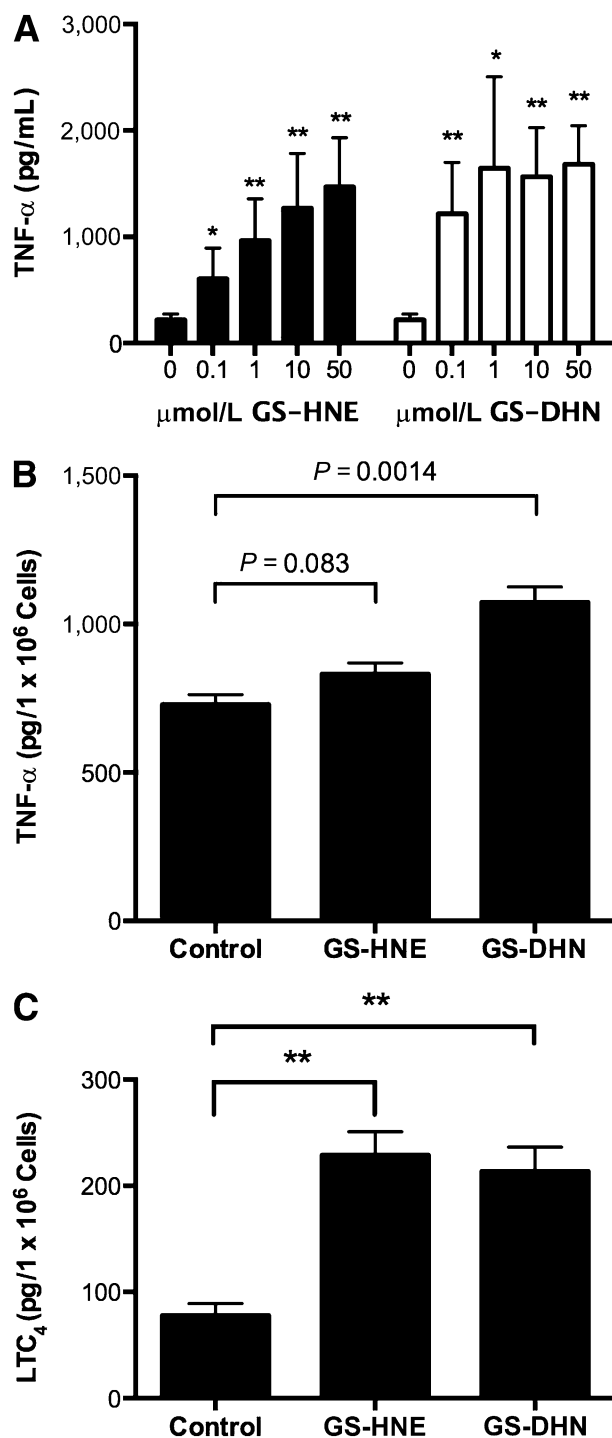 A
TNF-α (pg/mL)
3,000
2,000
1,000
0
* ** ** ** ** * ** **
0 0.1 1 10 50 0 0.1 1 10 50
μmol/L GS–HNE μmol/L GS–DHN
B
TNF-α (pg/1 x 10⁶ Cells)
1,500
1,000
500
0
P = 0.0014
P = 0.083
Control GS-HNE GS-DHN
C
LTC₄ (pg/1 x 10⁶ Cells)
300
200
100
0
**
**
Control GS-HNE GS-DHN